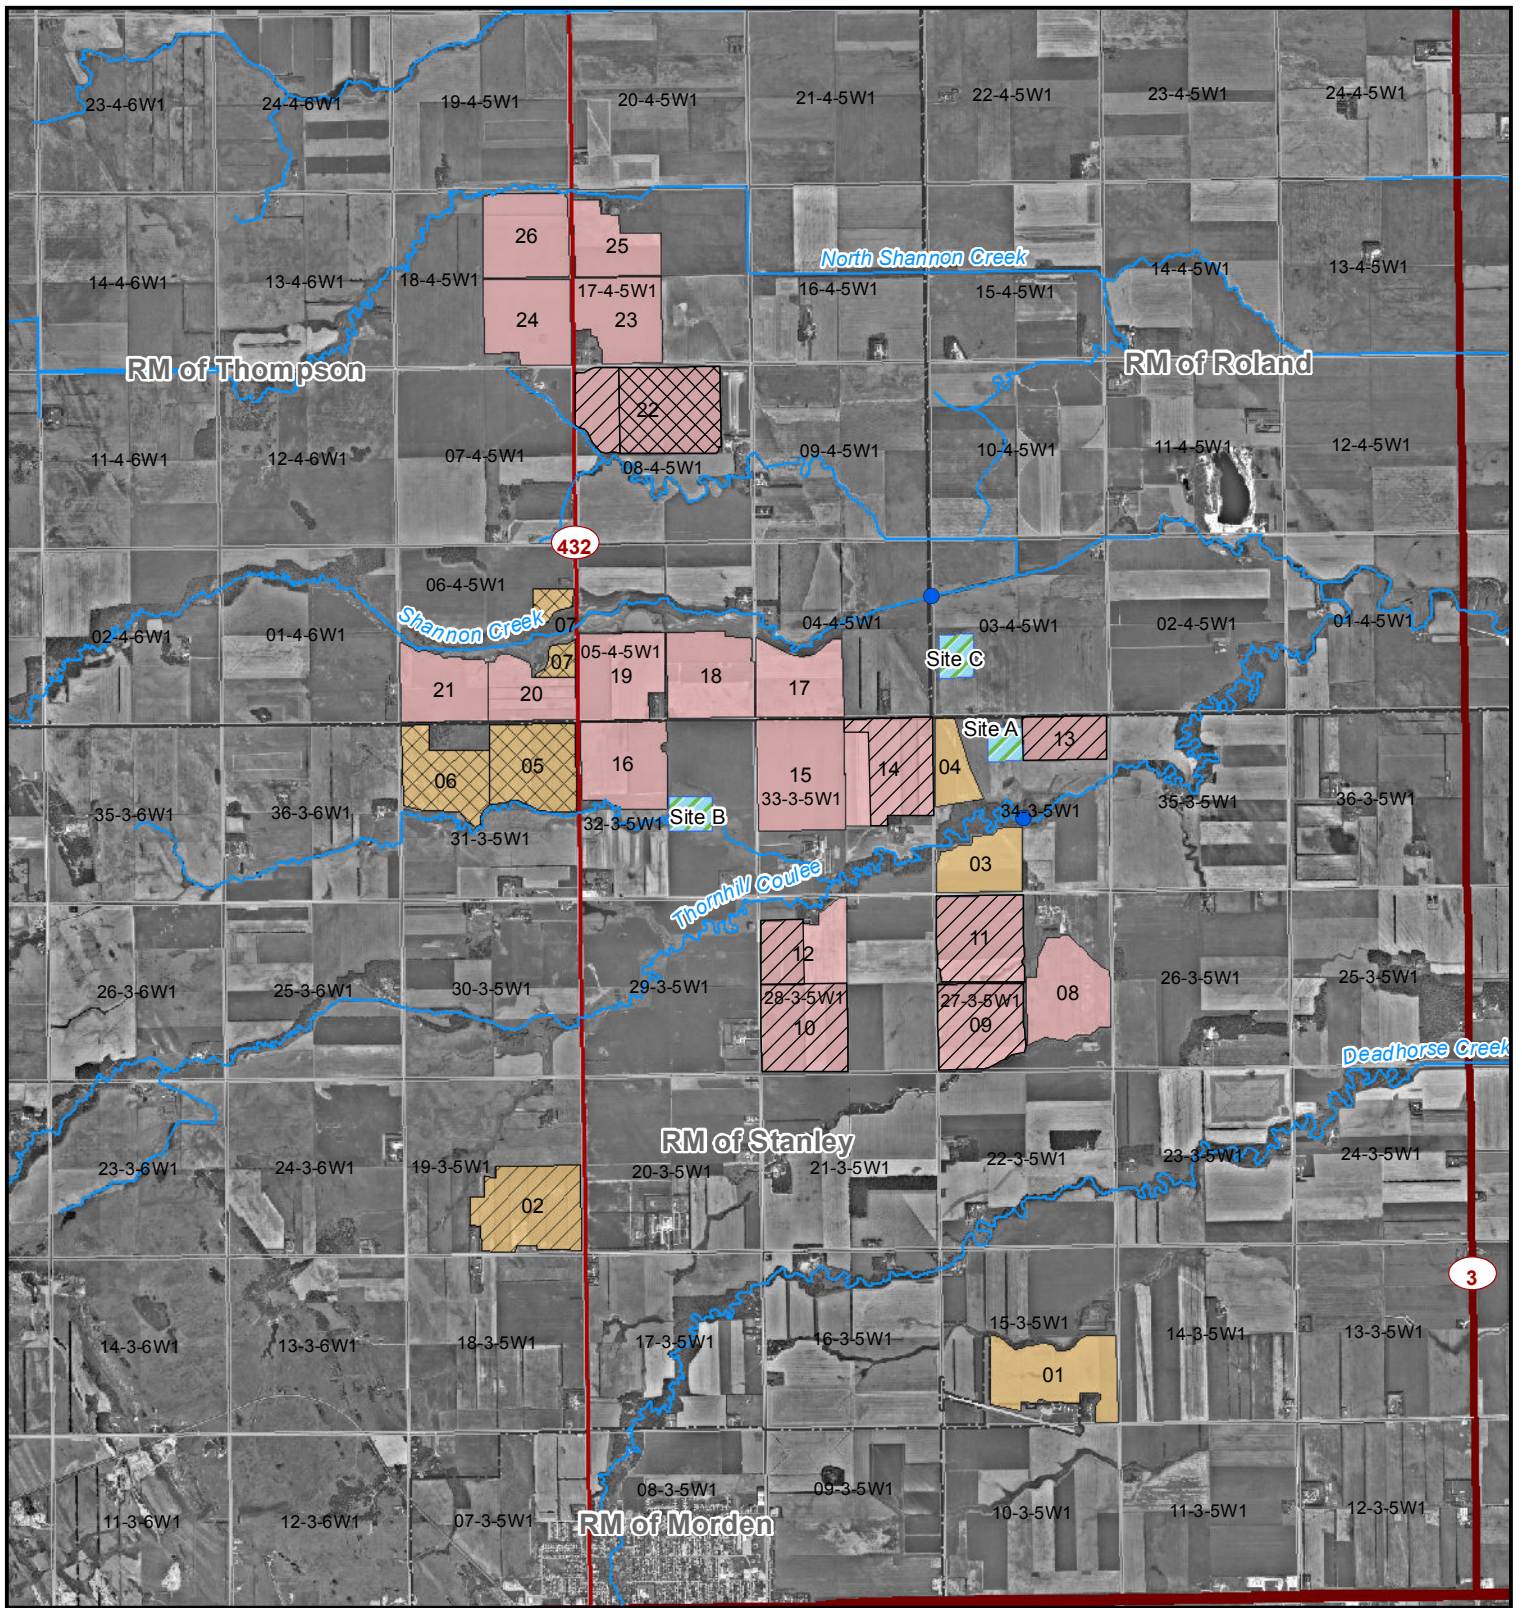 23-4-6W1
24-4-6W1
19-4-5W1
20-4-5W1
21-4-5W1
22-4-5W1
23-4-5W1
24-4-5W1
26
25
North Shannon Creek
14-4-6W1
13-4-6W1
18-4-5W1
17-4-5W1
16-4-5W1
15-4-5W1
14-4-5W1
13-4-5W1
24
23
RM of Thompson
RM of Roland
22
11-4-6W1
12-4-6W1
07-4-5W1
08-4-5W1
09-4-5W1
10-4-5W1
11-4-5W1
12-4-5W1
432
06-4-5W1
Shannon Creek
07
02-4-6W1
01-4-6W1
05-4-5W1
04-4-5W1
03-4-5W1
02-4-5W1
01-4-5W1
Site C
07
21
20
19
18
17
Site A
13
06
05
16
15
14
04
35-3-6W1
36-3-6W1
31-3-5W1
32-3-5W1
Site B
33-3-5W1
34-3-5W1
35-3-5W1
36-3-5W1
03
Thornhill Coulee
12
11
08
26-3-6W1
25-3-6W1
30-3-5W1
29-3-5W1
28-3-5W1
27-3-5W1
26-3-5W1
25-3-5W1
10
09
Deadhorse Creek
RM of Stanley
23-3-6W1
24-3-6W1
19-3-5W1
20-3-5W1
21-3-5W1
22-3-5W1
23-3-5W1
24-3-5W1
02
3
14-3-6W1
13-3-6W1
18-3-5W1
17-3-5W1
16-3-5W1
15-3-5W1
14-3-5W1
13-3-5W1
01
11-3-6W1
12-3-6W1
07-3-5W1
08-3-5W1
09-3-5W1
10-3-5W1
11-3-5W1
12-3-5W1
RM of Morden